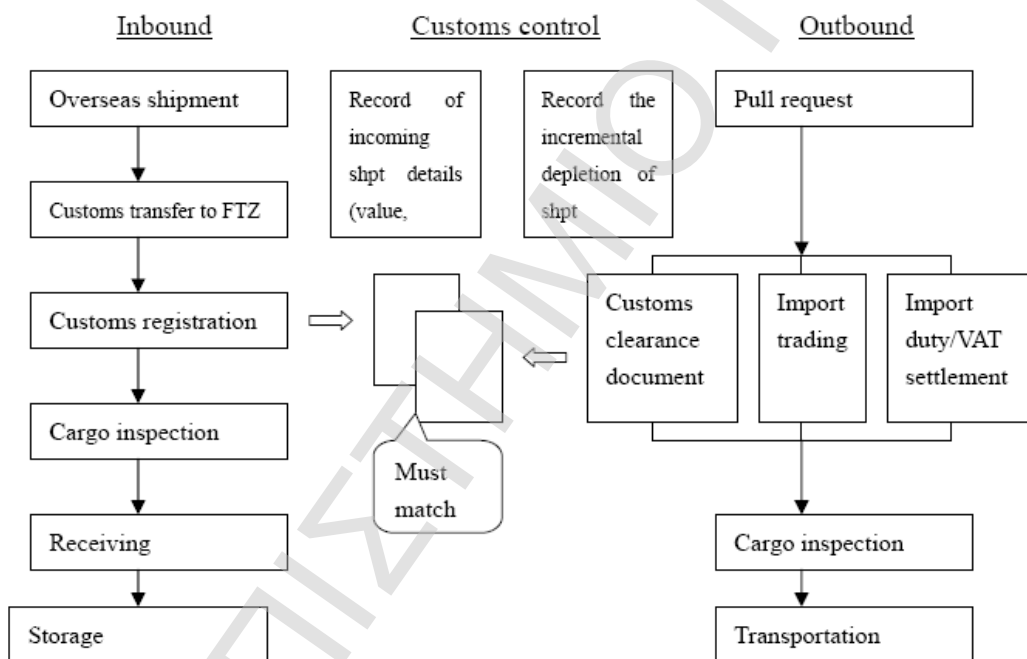 Inbound
Customs control
Outbound
Overseas shipment
Customs transfer to FTZ
Customs registration
Cargo inspection
Receiving
Storage
Record of
incoming
shpt details
(value,
Record the
incremental
depletion of
shpt
Must
match
Pull request
Customs
clearance
document
Import
trading
Import
duty/VAT
settlement
Cargo inspection
Transportation